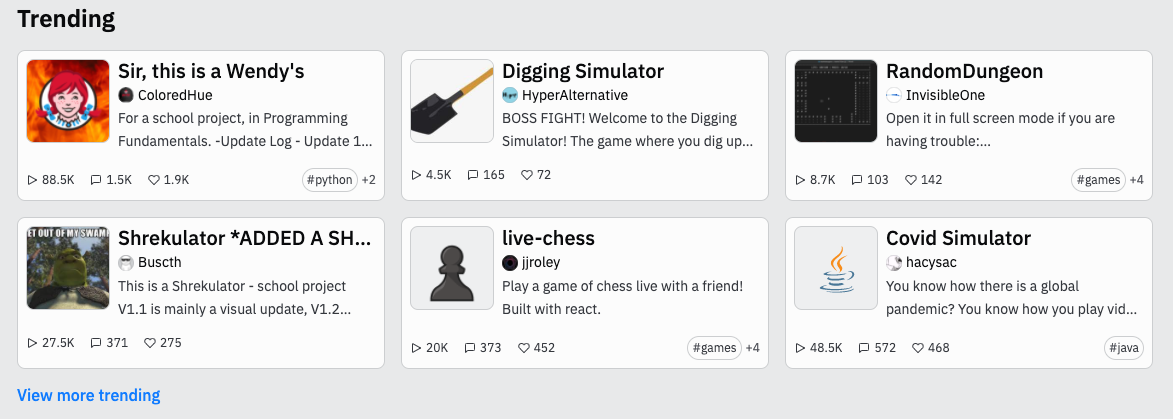 Trending
Sir, this is a Wendy's
ColoredHue
For a school project, in Programming
Fundamentals. -Update Log - Update 1...
88.5K 1.5K 1.9K #python +2
Digging Simulator
HyperAlternative
BOSS FIGHT! Welcome to the Digging
Simulator! The game where you dig up...
4.5K 165 72
RandomDungeon
InvisibleOne
Open it in full screen mode if you are
having trouble:...
8.7K 103 142 #games +4
ET OUT OF MY SWAM
Shrekulator *ADDED A SH...
Buscth
This is a Shrekulator - school project
V1.1 is mainly a visual update, V1.2...
27.5K 371 275
live-chess
jjroley
Play a game of chess live with a friend!
Built with react.
20K 373 452 #games +4
Covid Simulator
hacysac
You know how there is a global
pandemic? You know how you play vid...
48.5K 572 468 #java
View more trending